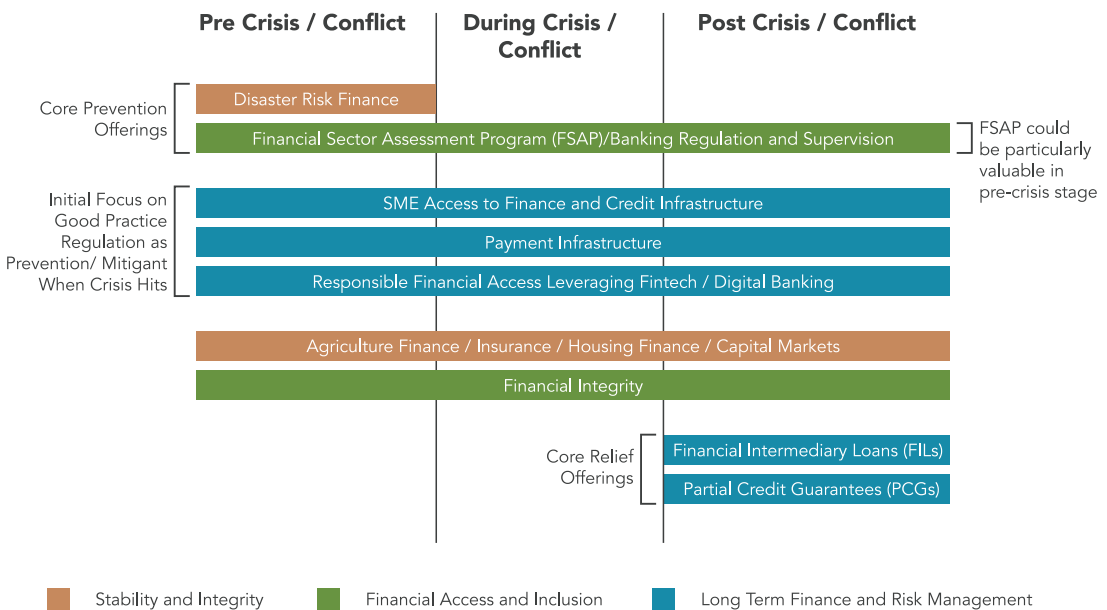 Pre Crisis / Conflict
During Crisis /
Conflict
Post Crisis / Conflict
Core Prevention
Offerings
Disaster Risk Finance
Financial Sector Assessment Program (FSAP)/Banking Regulation and Supervision
FSAP could
be particularly
valuable in
pre-crisis stage
Initial Focus on
Good Practice
Regulation as
Prevention/ Mitigant
When Crisis Hits
SME Access to Finance and Credit Infrastructure
Payment Infrastructure
Responsible Financial Access Leveraging Fintech / Digital Banking
Agriculture Finance / Insurance / Housing Finance / Capital Markets
Financial Integrity
Core Relief
Offerings
Financial Intermediary Loans (FILs)
Partial Credit Guarantees (PCGs)
Stability and Integrity
Financial Access and Inclusion
Long Term Finance and Risk Management